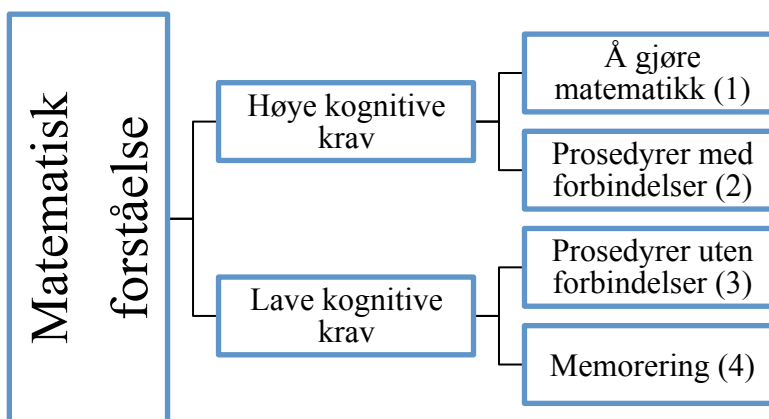 Matematisk
forståelse
Høye kognitive
krav
Å gjøre
matematikk (1)
Prosedyrer med
forbindelser (2)
Lave kognitive
krav
Prosedyrer uten
forbindelser (3)
Memorering (4)